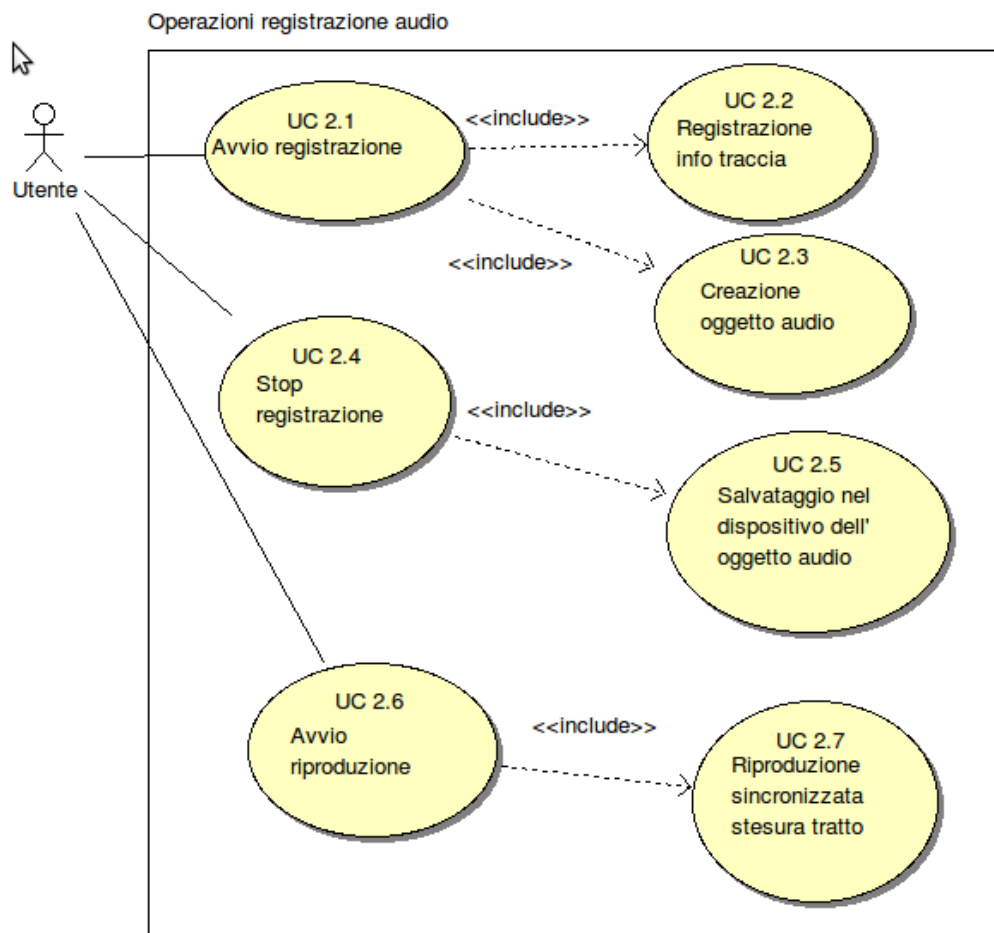 Operazioni registrazione audio
Utente
UC 2.1
Avvio registrazione
<<include>>
UC 2.2
Registrazione
info traccia
<<include>>
UC 2.3
Creazione
oggetto audio
UC 2.4
Stop
registrazione
<<include>>
UC 2.5
Salvataggio nel
dispositivo dell'
oggetto audio
UC 2.6
Avvio
riproduzione
<<include>>
UC 2.7
Riproduzione
sincronizzata
stesura tratto